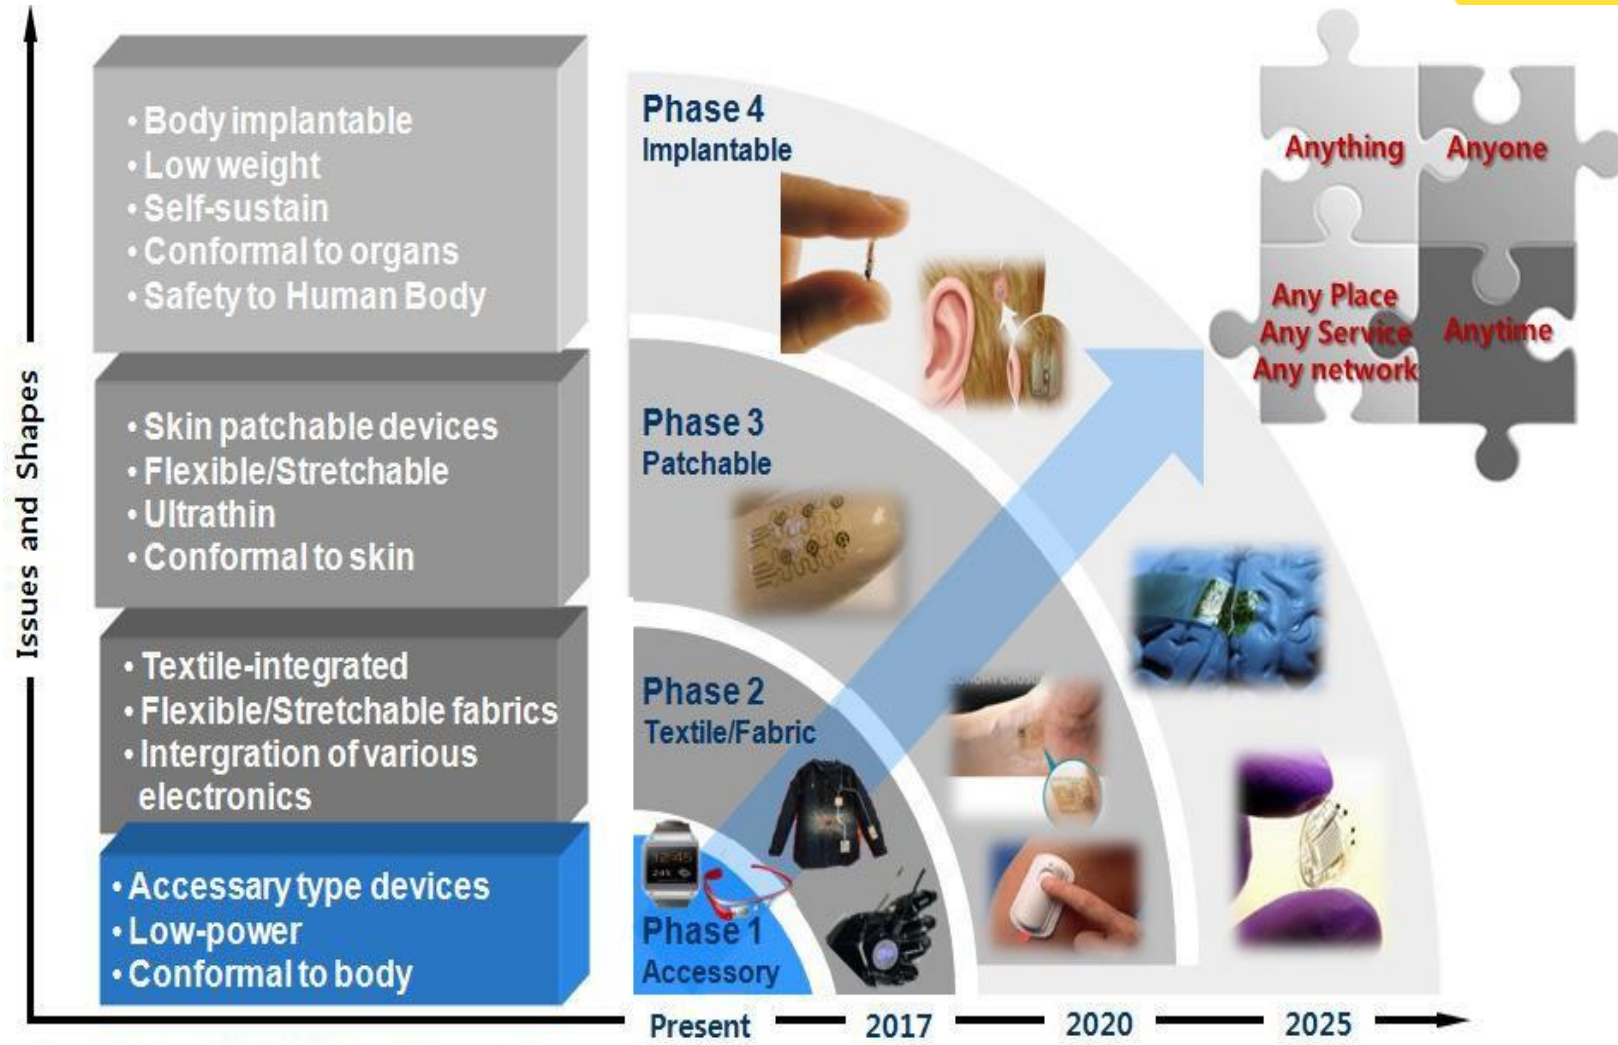 Issues and Shapes
• Body implantable
• Low weight
• Self-sustain
• Conformal to organs
• Safety to Human Body
• Skin patchable devices
• Flexible/Stretchable
• Ultrathin
• Conformal to skin
• Textile-integrated
• Flexible/Stretchable fabrics
• Intergration of various
electronics
• Accessary type devices
• Low-power
• Conformal to body
Phase 4
Implantable
Phase 3
Patchable
Phase 2
Textile/Fabric
12:45
Phase 1
Accessory
Anything
Anyone
Any Place
Any Service
Any network
Anytime
Present
2017
2020
2025